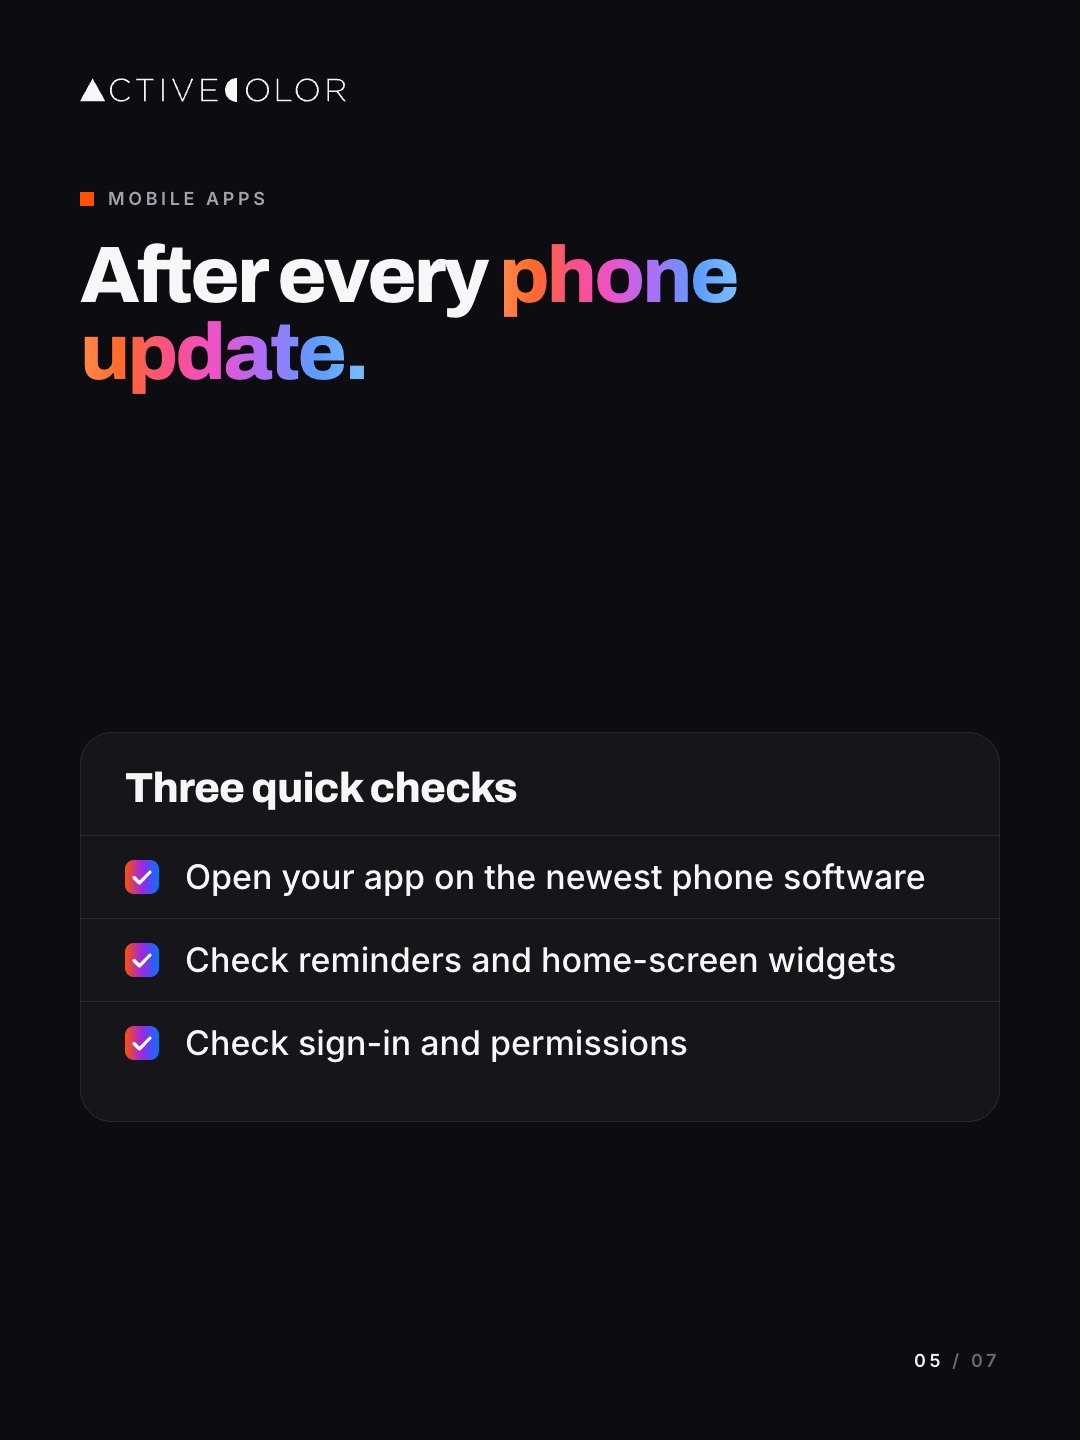 ACTIVECOLOR
MOBILE APPS
After every phone
update.
Three quick checks
Open your app on the newest phone software
Check reminders and home-screen widgets
Check sign-in and permissions
05 / 07